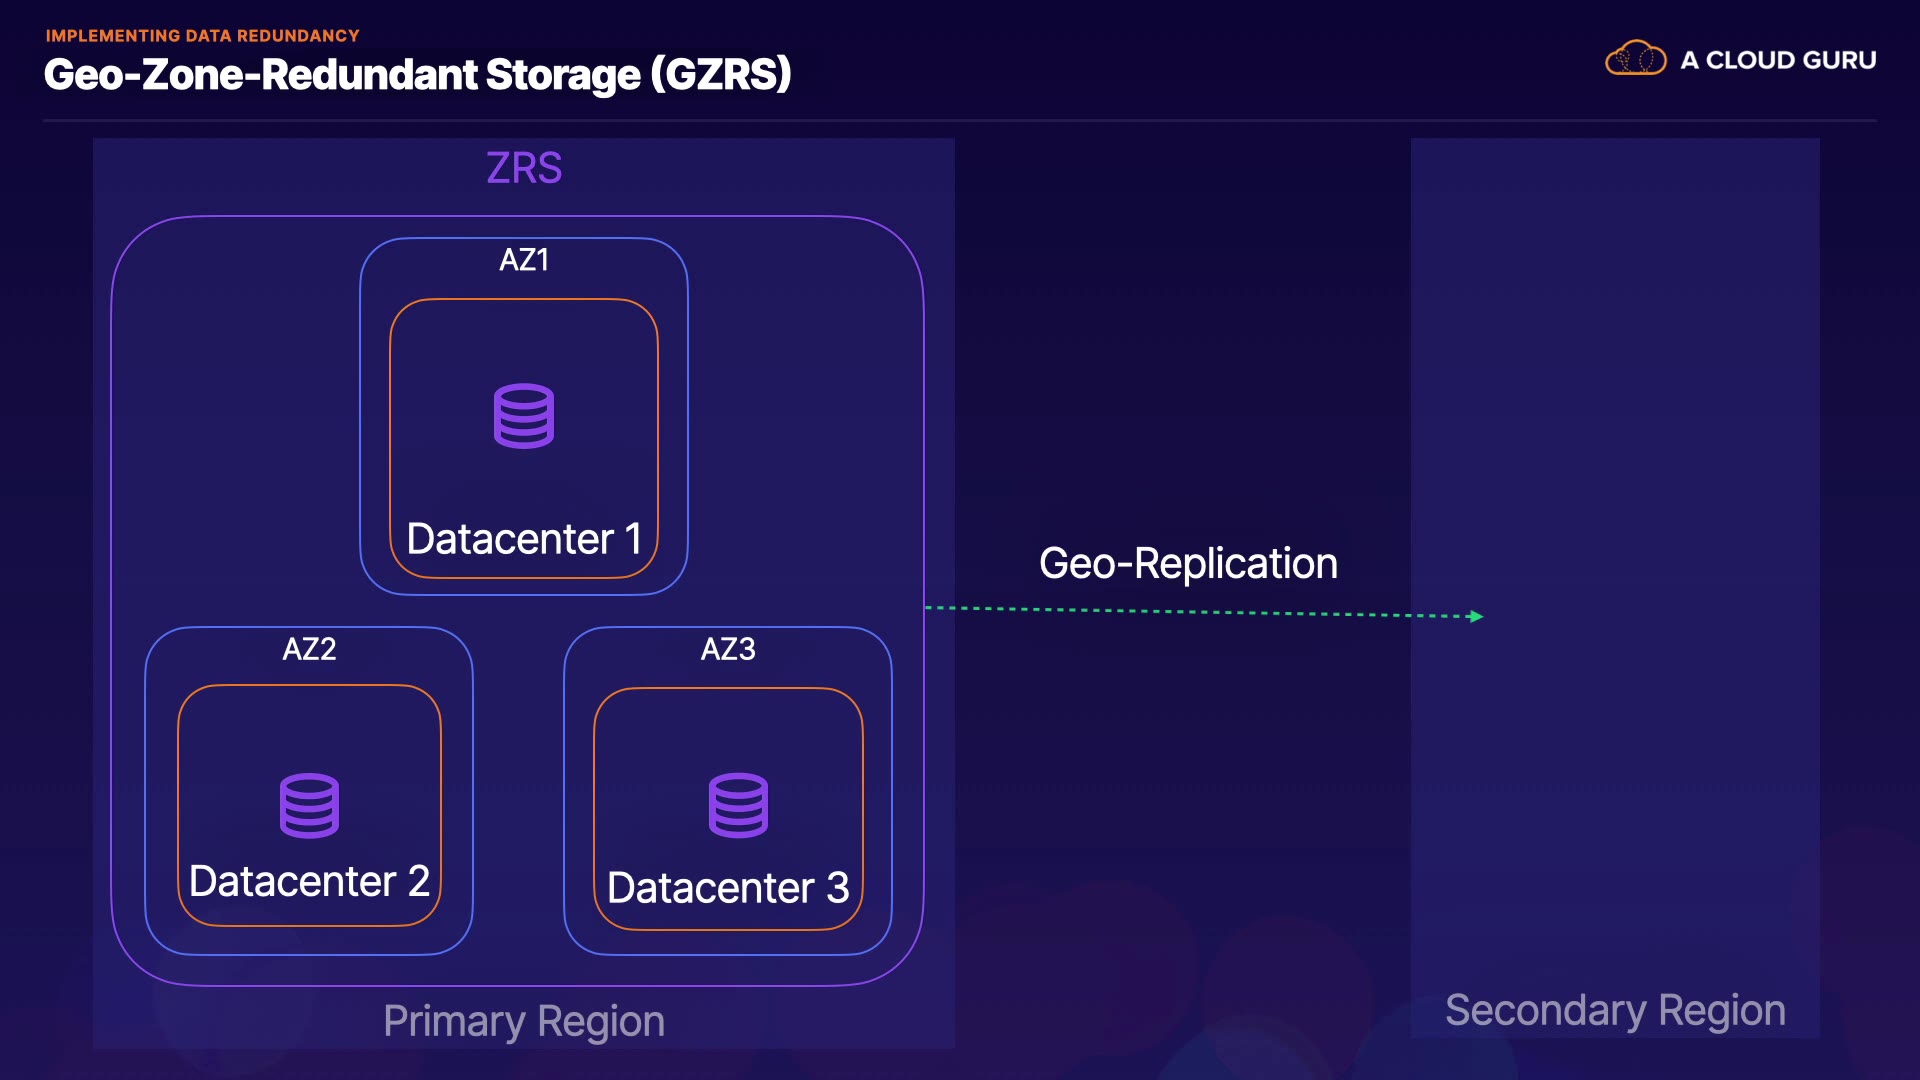 IMPLEMENTING DATA REDUNDANCY
Geo-Zone-Redundant Storage (GZRS)
A CLOUD GURU
ZRS
AZ1
Datacenter 1
AZ2
Datacenter 2
AZ3
Datacenter 3
Primary Region
Geo-Replication
Secondary Region